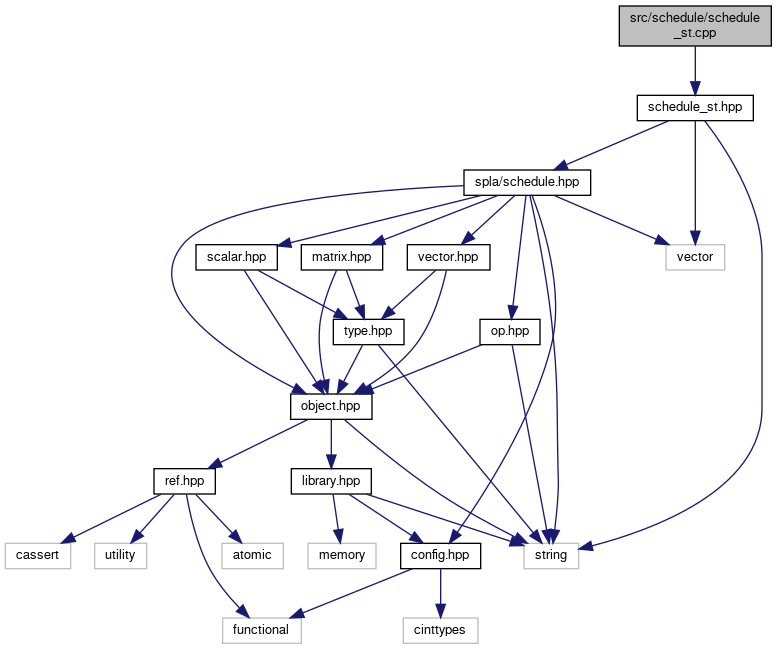 src/schedule/schedule
_st.cpp
schedule_st.hpp
spla/schedule.hpp
scalar.hpp
matrix.hpp
vector.hpp
vector
type.hpp
op.hpp
object.hpp
ref.hpp
library.hpp
cassert
utility
atomic
memory
config.hpp
string
functional
cinttypes